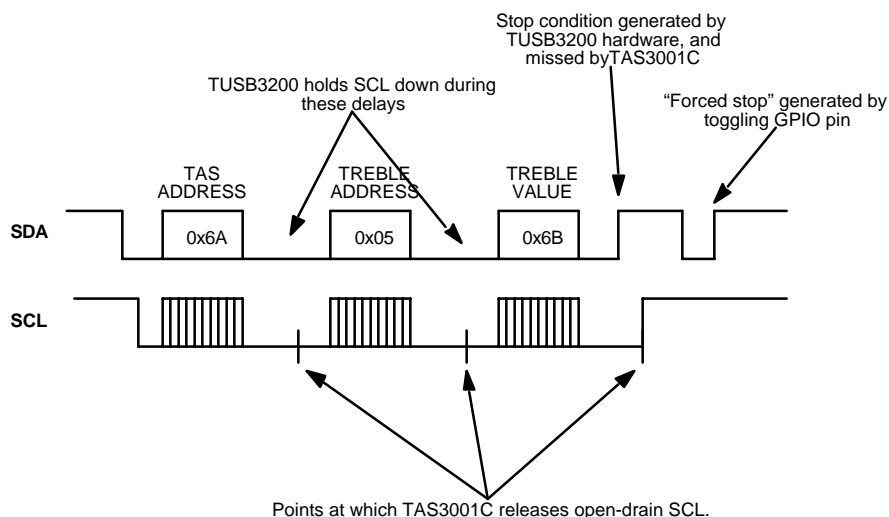 Stop condition generated by
TUSB3200 hardware, and
missed byTAS3001C
TUSB3200 holds SCL down during
these delays
“Forced stop” generated by
toggling GPIO pin
TAS
ADDRESS
TREBLE
ADDRESS
TREBLE
VALUE
SDA
0x6A
0x05
0x6B
SCL
Points at which TAS3001C releases open-drain SCL.